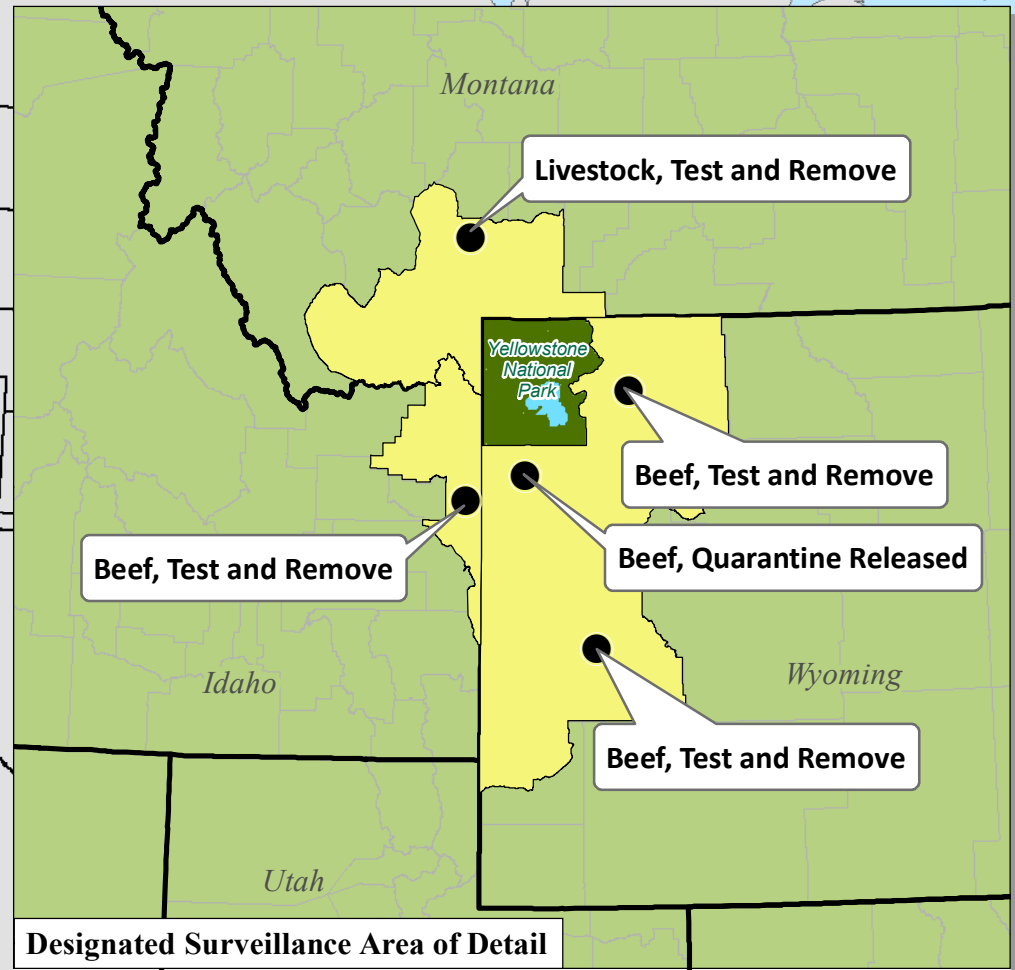 Montana
Livestock, Test and Remove
Yellowstone
National
Park
Beef, Test and Remove
Beef, Quarantine Released
Beef, Test and Remove
Idaho
Wyoming
Beef, Test and Remove
Utah
Designated Surveillance Area of Detail